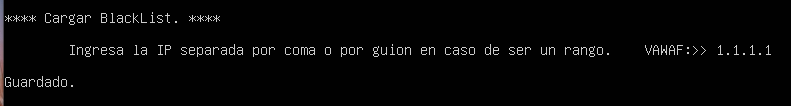 **** Cargar BlackList. ****
Ingresa la IP separada por coma o por guion en caso de ser un rango. VAWAF:>> 1.1.1.1
Guardado.